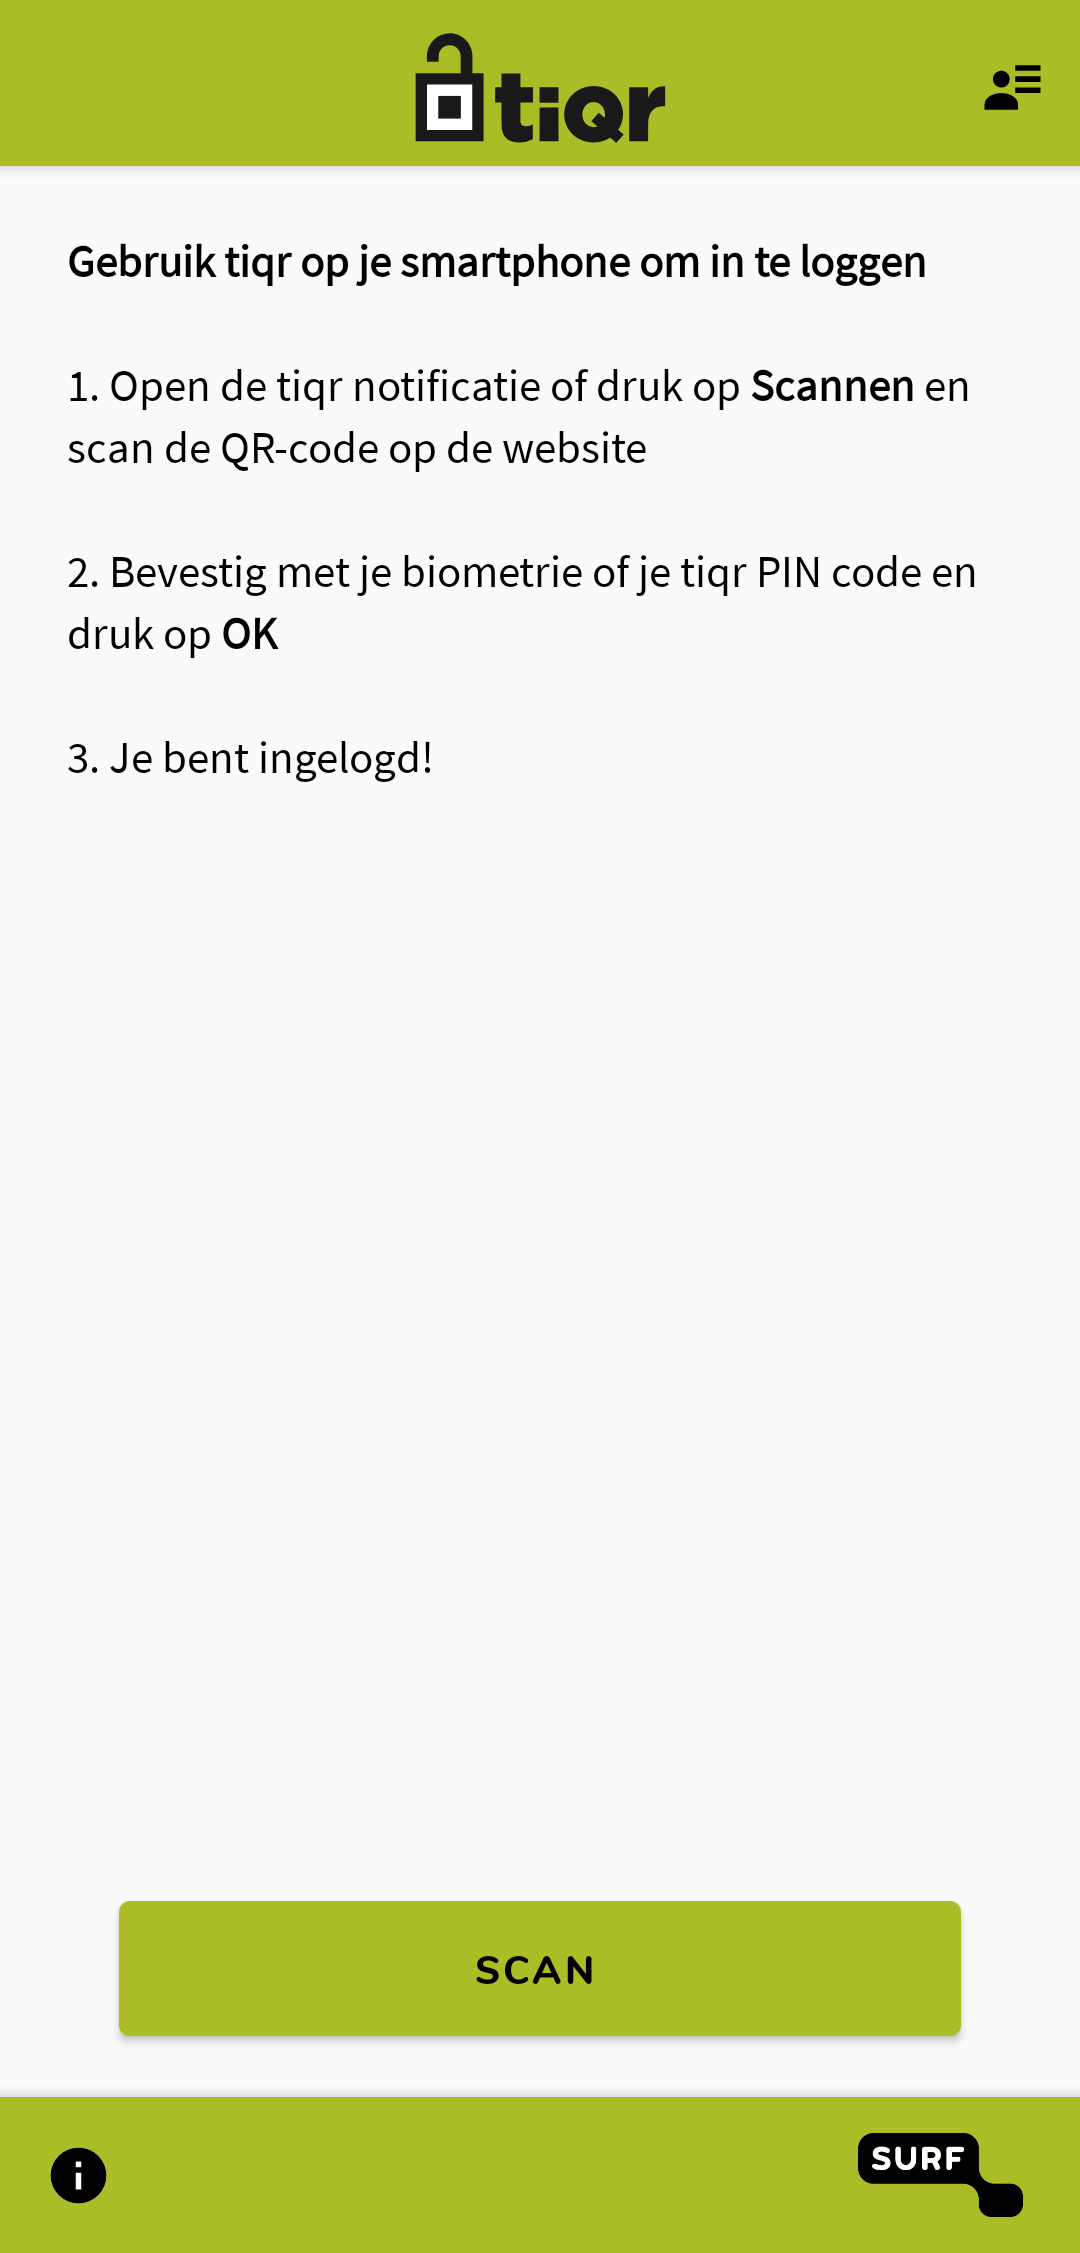 tiqr
Gebruik tiqr op je smartphone om in te loggen
1. Open de tiqr notificatie of druk op Scannen en
scan de QR-code op de website
2. Bevestig met je biometrie of je tiqr PIN code en
druk op OK
3. Je bent ingelogd!
SCAN
SURF